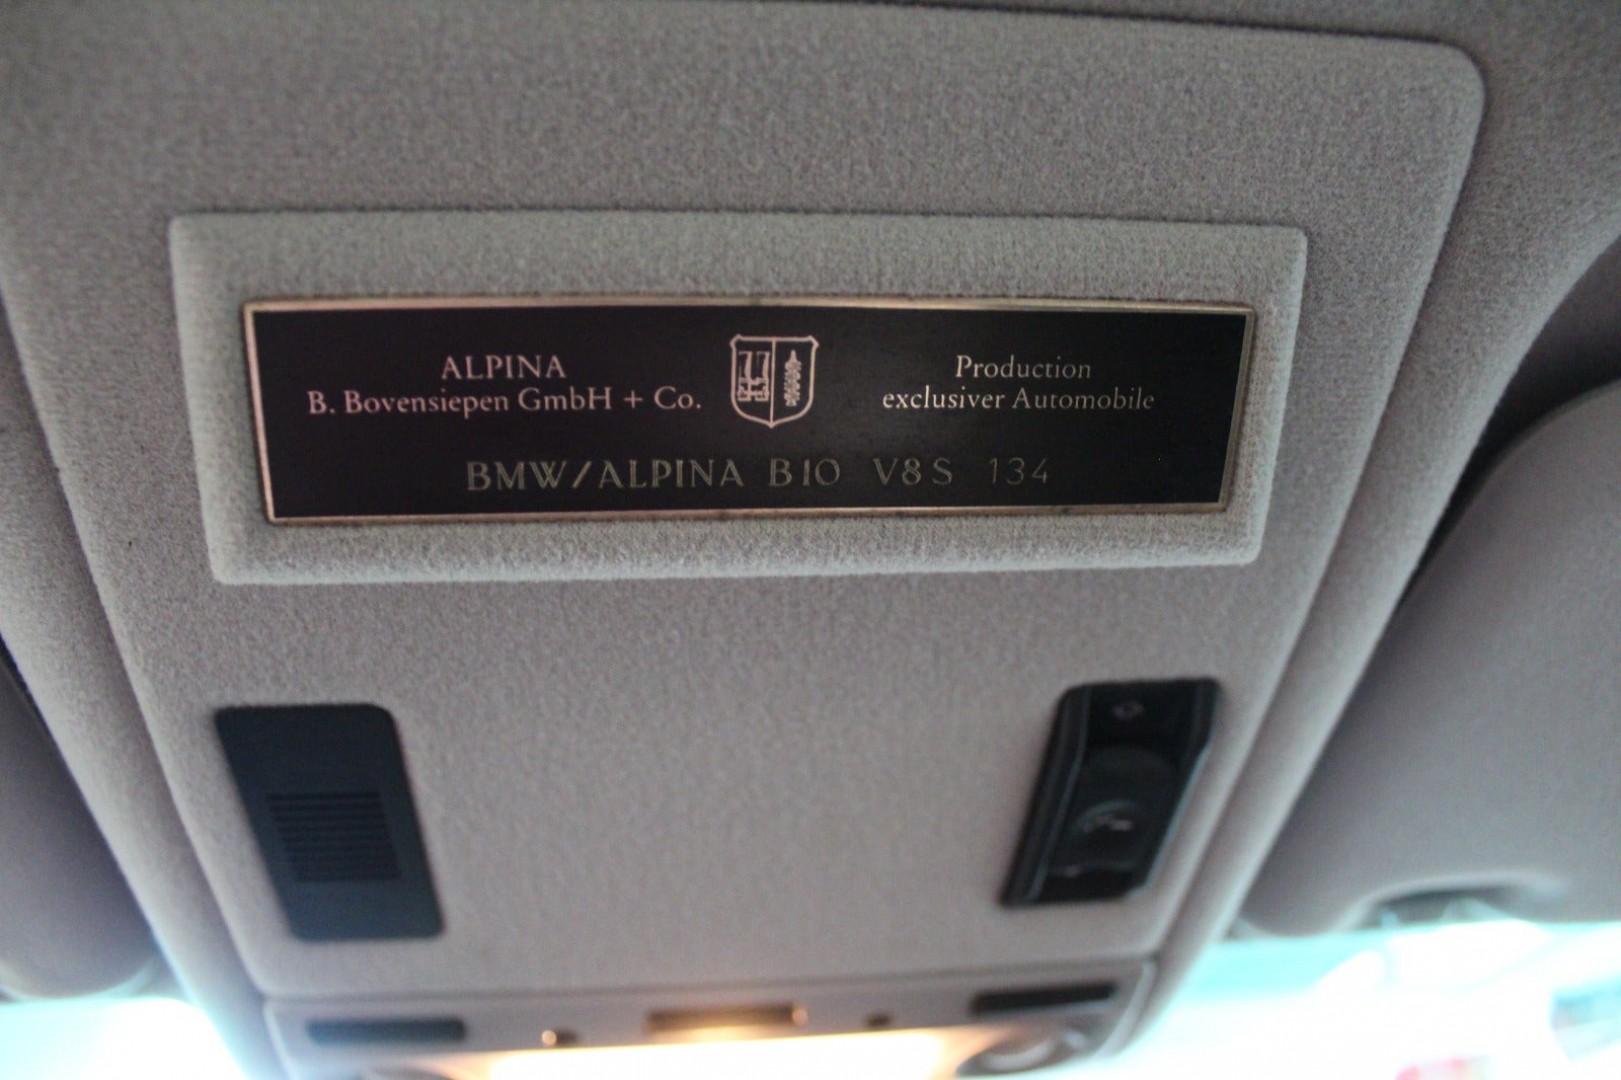 ALPINA
B. Bovensiepen GmbH + Co.
Production
exclusiver Automobile
BMW/ALPINA B10 V8S 134